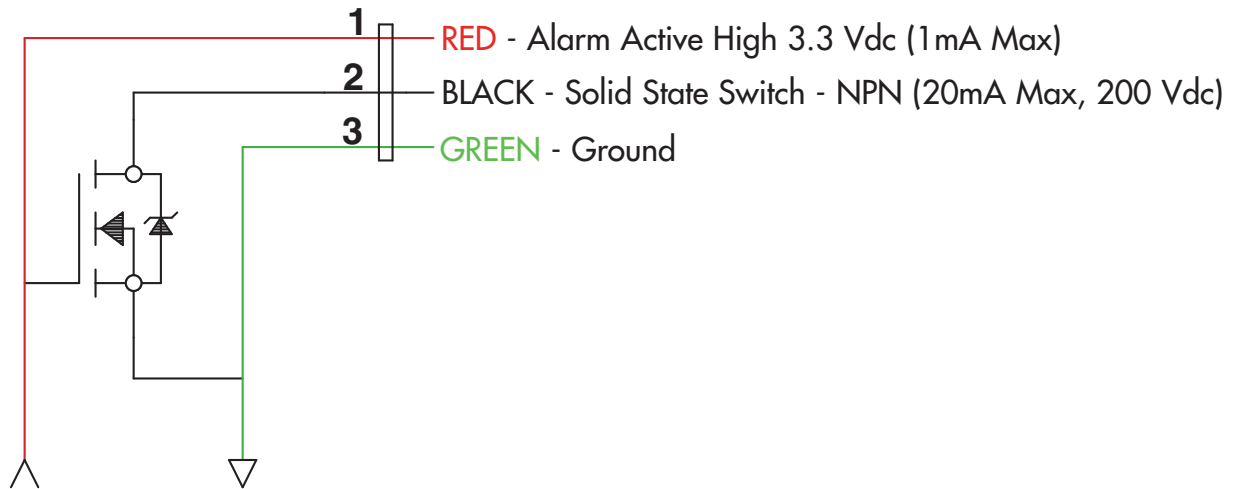 1 RED - Alarm Active High 3.3 Vdc (1mA Max)
2 BLACK - Solid State Switch - NPN (20mA Max, 200 Vdc)
3 GREEN - Ground